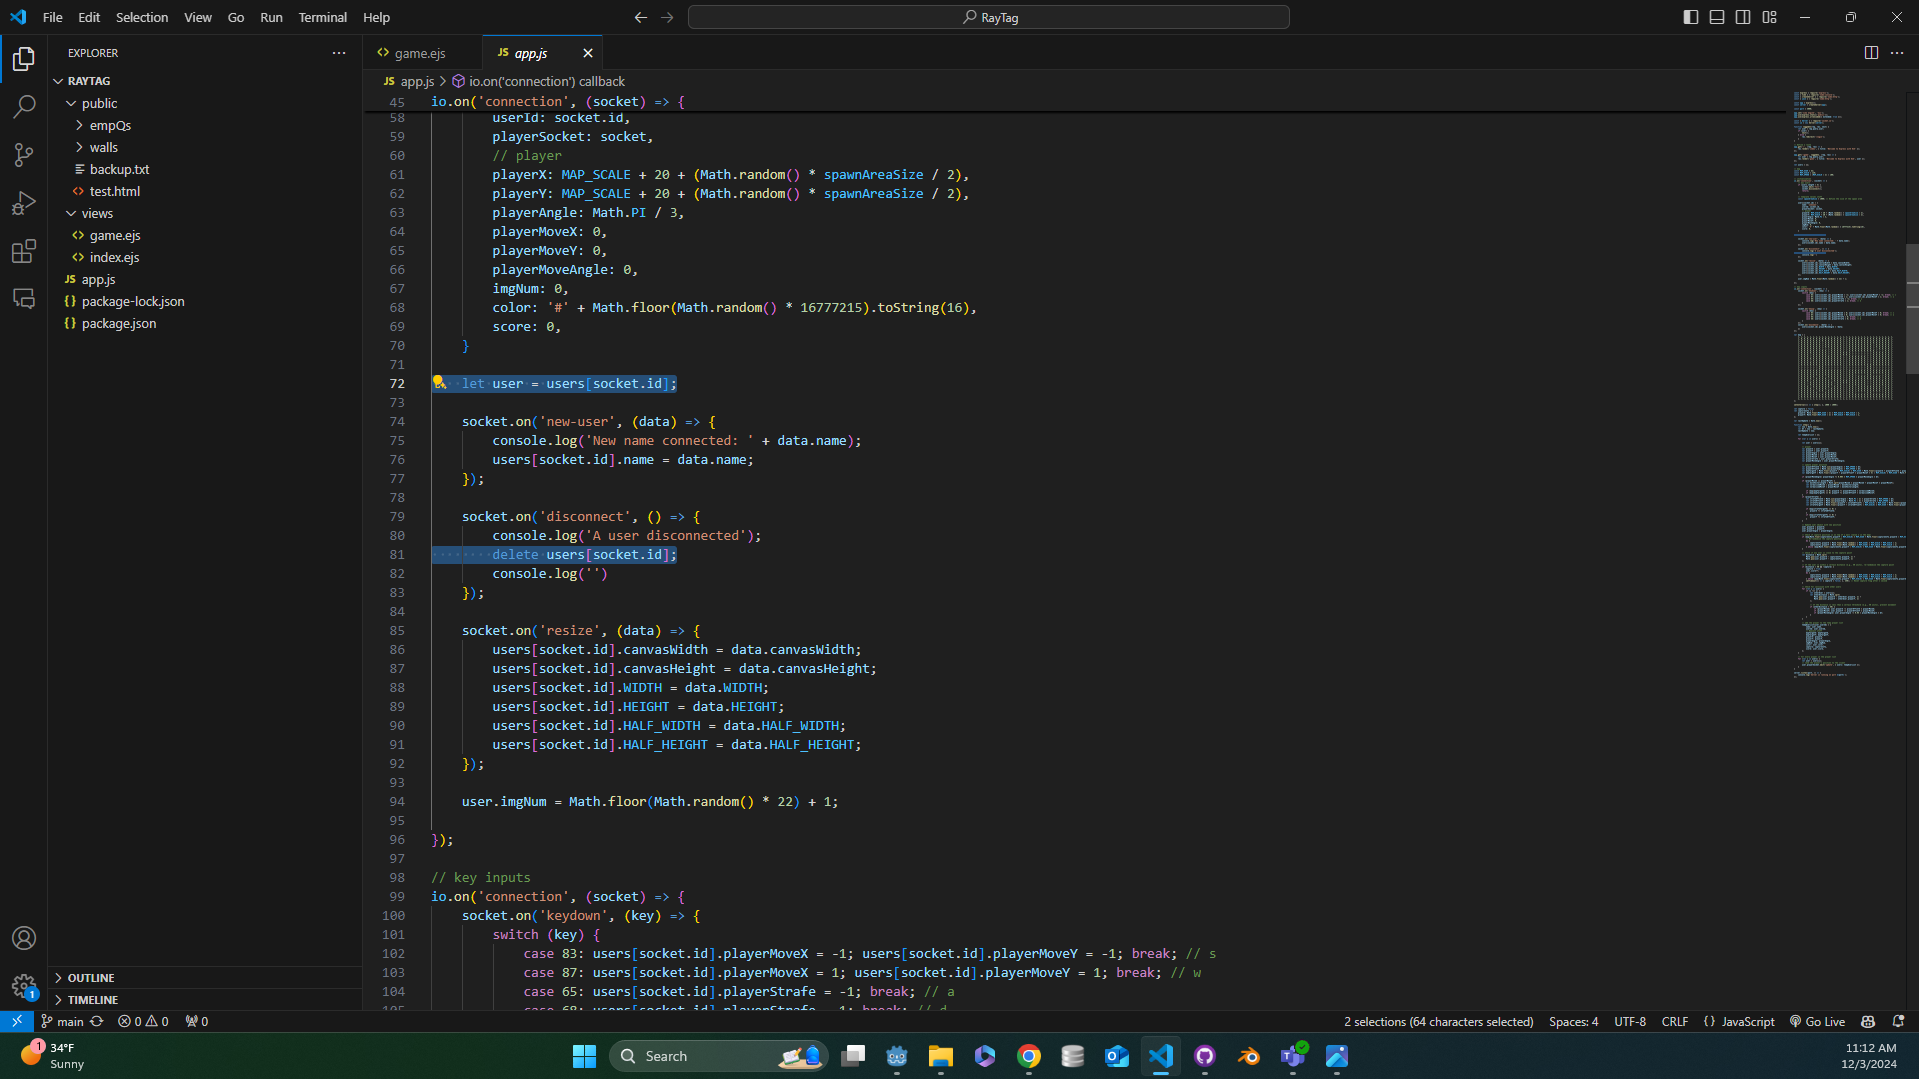 File Edit Selection View Go Run Terminal Help
RayTag
EXPLORER
RAYTAG
public
empQs
walls
backup.txt
test.html
views
game.ejs
index.ejs
JS app.js
{} package-lock.json
{} package.json
OUTLINE
TIMELINE
<> game.ejs
JS app.js
JS app.js > io.on('connection') callback
45 io.on('connection', (socket) => {
58 userId: socket.id,
59 playerSocket: socket,
60 // player
61 playerX: MAP_SCALE + 20 + (Math.random() * spawnAreaSize / 2),
62 playerY: MAP_SCALE + 20 + (Math.random() * spawnAreaSize / 2),
63 playerAngle: Math.PI / 3,
64 playerMoveX: 0,
65 playerMoveY: 0,
66 playerMoveAngle: 0,
67 imgNum: 0,
68 color: '#' + Math.floor(Math.random() * 16777215).toString(16),
69 score: 0,
70 }
71
72 let user = users[socket.id];
73
74 socket.on('new-user', (data) => {
75 console.log('New name connected: ' + data.name);
76 users[socket.id].name = data.name;
77 });
78
79 socket.on('disconnect', () => {
80 console.log('A user disconnected');
81 delete users[socket.id];
82 console.log('')
83 });
84
85 socket.on('resize', (data) => {
86 users[socket.id].canvasWidth = data.canvasWidth;
87 users[socket.id].canvasHeight = data.canvasHeight;
88 users[socket.id].WIDTH = data.WIDTH;
89 users[socket.id].HEIGHT = data.HEIGHT;
90 users[socket.id].HALF_WIDTH = data.HALF_WIDTH;
91 users[socket.id].HALF_HEIGHT = data.HALF_HEIGHT;
92 });
93
94 user.imgNum = Math.floor(Math.random() * 22) + 1;
95
96 });
97
98 // key inputs
99 io.on('connection', (socket) => {
100 socket.on('keydown', (key) => {
101 switch (key) {
102 case 83: users[socket.id].playerMoveX = -1; users[socket.id].playerMoveY = -1; break; // s
103 case 87: users[socket.id].playerMoveX = 1; users[socket.id].playerMoveY = 1; break; // w
104 case 65: users[socket.id].playerStrafe = -1; break; // a
105 case 68: users[socket.id].playerStrafe = 1; break; // d
1
main 0 0 0
2 selections (64 characters selected) Spaces: 4 UTF-8 CRLF {} JavaScript Go Live
1
34°F
Sunny
Search
11:12 AM
12/3/2024